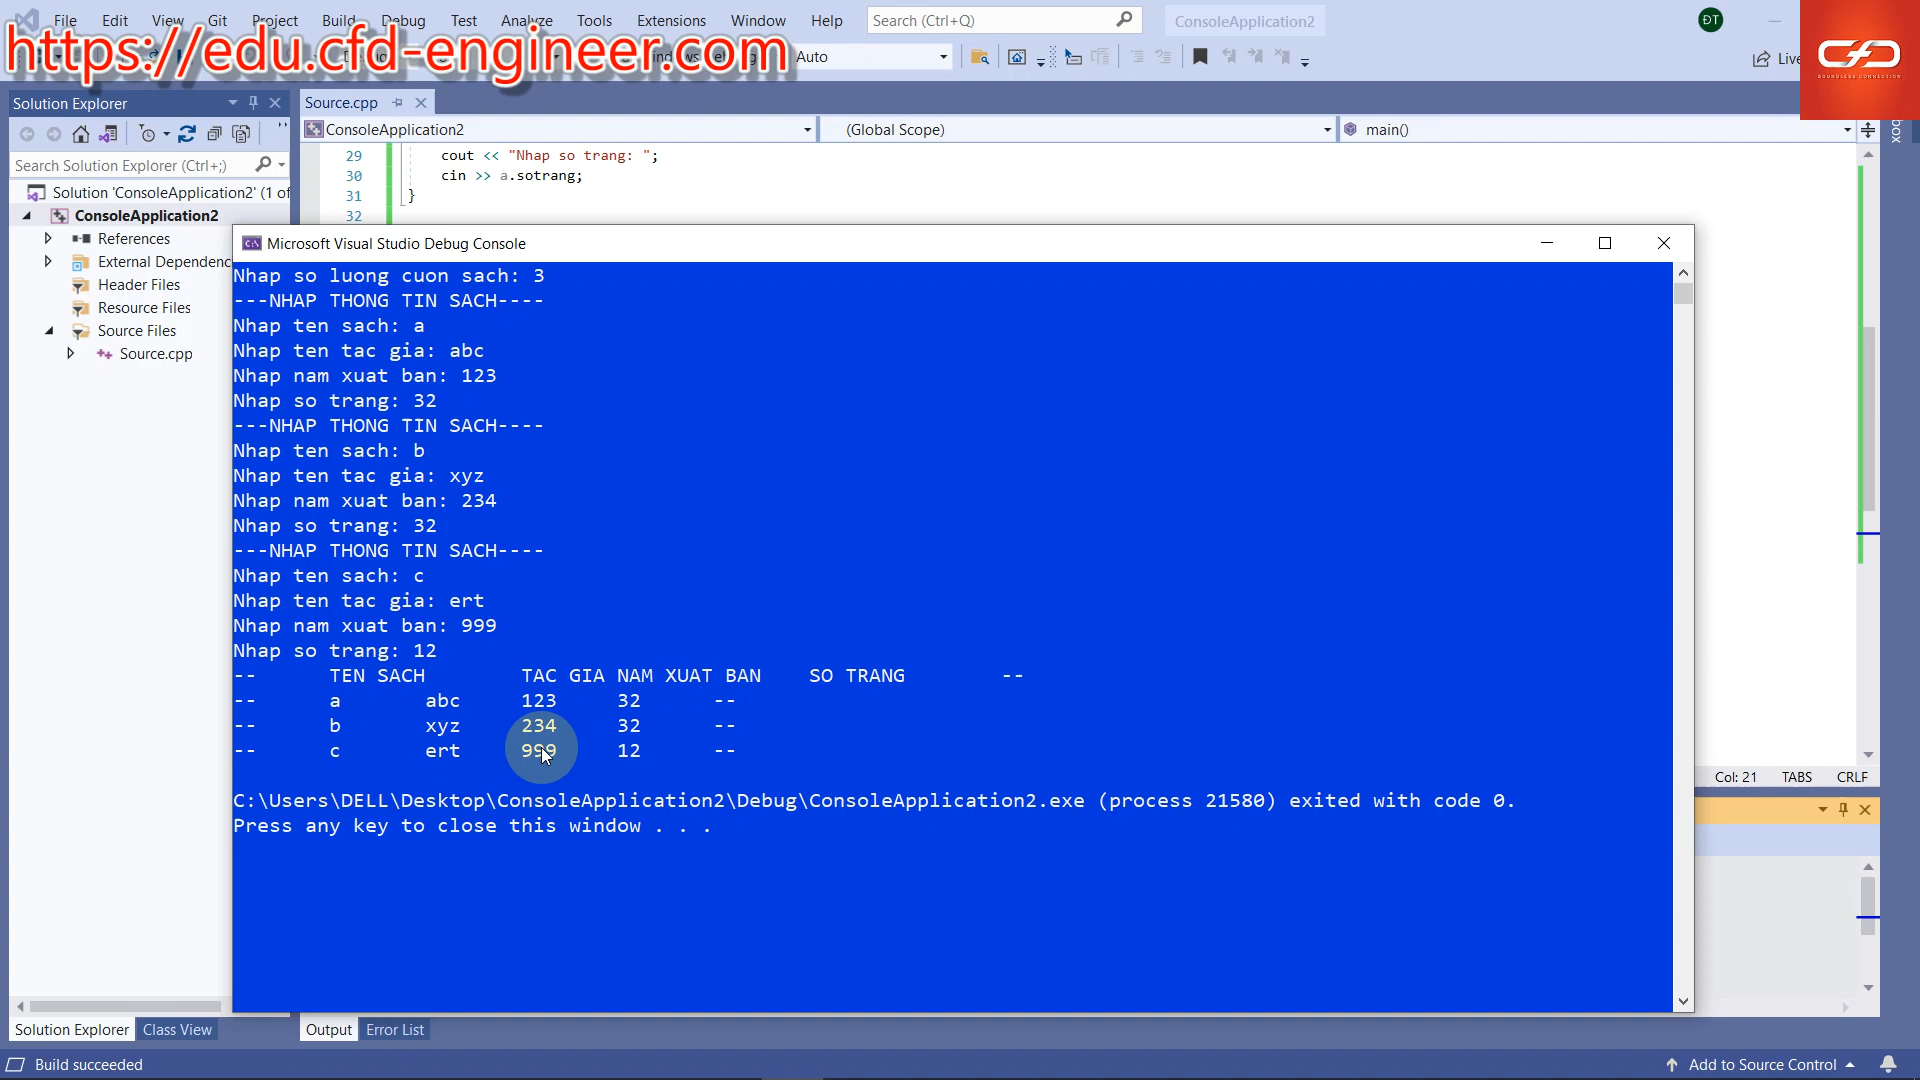 File Edit View Git Project Build Debug Test Analyze Tools Extensions Window Help Search (Ctrl+Q) ConsoleApplication2 ĐT
https://edu.cfd-engineer.com Auto Live
CFD
BOUNDLESS CONNECTION
Solution Explorer Source.cpp
ConsoleApplication2 (Global Scope) main()
Search Solution Explorer (Ctrl+;)
Solution 'ConsoleApplication2' (1 of
ConsoleApplication2
References
External Dependenc
Header Files
Resource Files
Source Files
Source.cpp
29 cout << "Nhap so trang: ";
30 cin >> a.sotrang;
31 }
32
Microsoft Visual Studio Debug Console
Nhap so luong cuon sach: 3
---NHAP THONG TIN SACH----
Nhap ten sach: a
Nhap ten tac gia: abc
Nhap nam xuat ban: 123
Nhap so trang: 32
---NHAP THONG TIN SACH----
Nhap ten sach: b
Nhap ten tac gia: xyz
Nhap nam xuat ban: 234
Nhap so trang: 32
---NHAP THONG TIN SACH----
Nhap ten sach: c
Nhap ten tac gia: ert
Nhap nam xuat ban: 999
Nhap so trang: 12
-- TEN SACH TAC GIA NAM XUAT BAN SO TRANG --
-- a abc 123 32 --
-- b xyz 234 32 --
-- c ert 999 12 --
C:\Users\DELL\Desktop\ConsoleApplication2\Debug\ConsoleApplication2.exe (process 21580) exited with code 0.
Press any key to close this window . . .
Col: 21 TABS CRLF
Solution Explorer Class View Output Error List
Build succeeded Add to Source Control